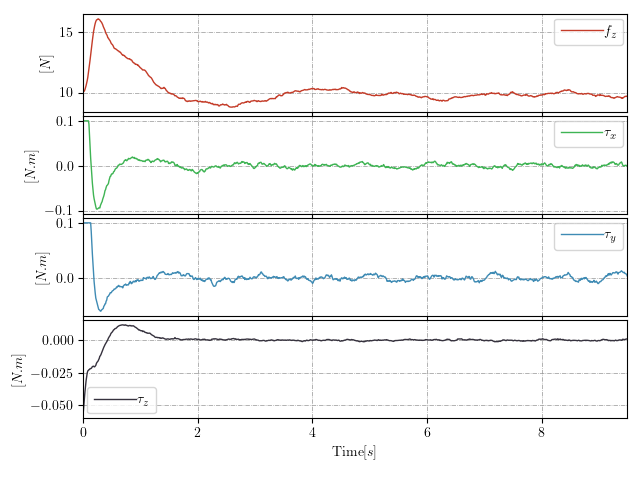 15
10
[N]
f_z
0.1
0.0
−0.1
[N.m]
τ_x
0.1
0.0
[N.m]
τ_y
0.000
−0.025
−0.050
[N.m]
τ_z
0 2 4 6 8
Time[s]